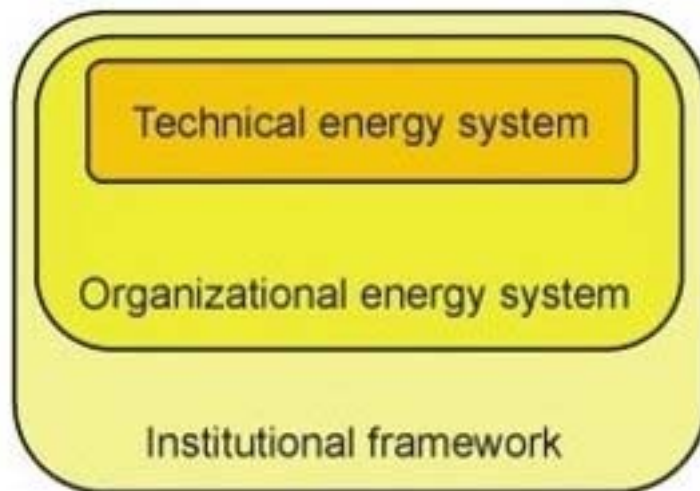 Technical energy system
Organizational energy system
Institutional framework